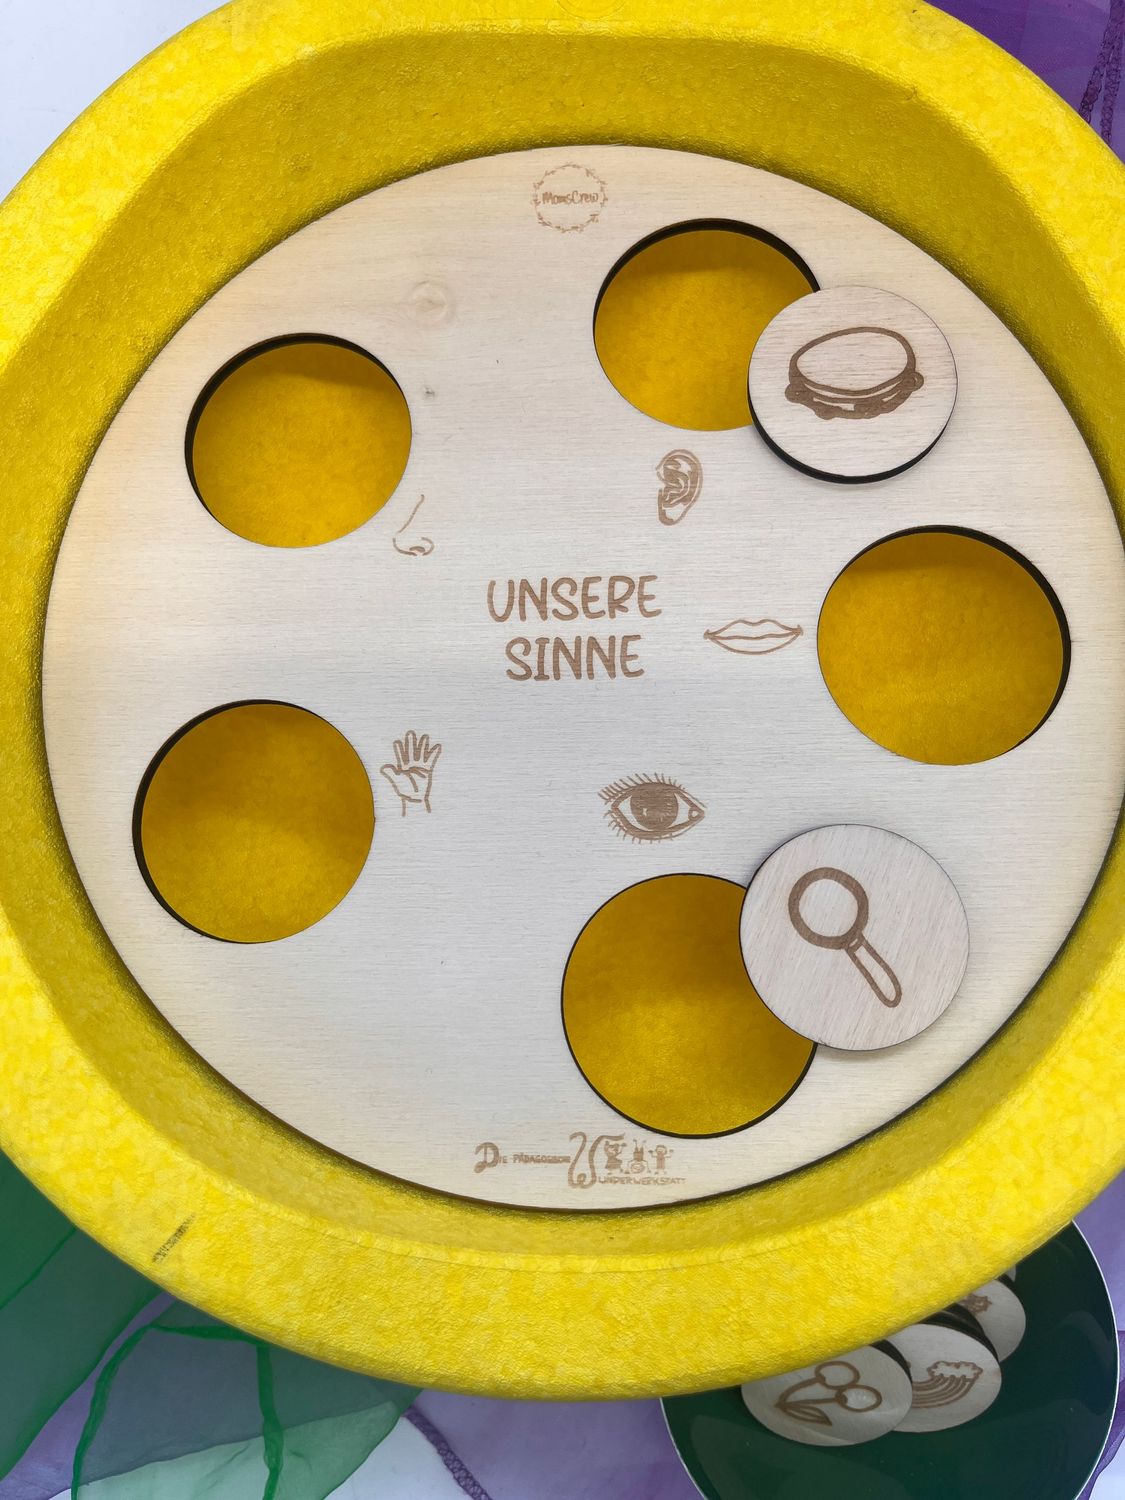 MomsCrew
UNSERE
SINNE
DIE PÄDAGOGISCHE
WUNDERWERKSTATT